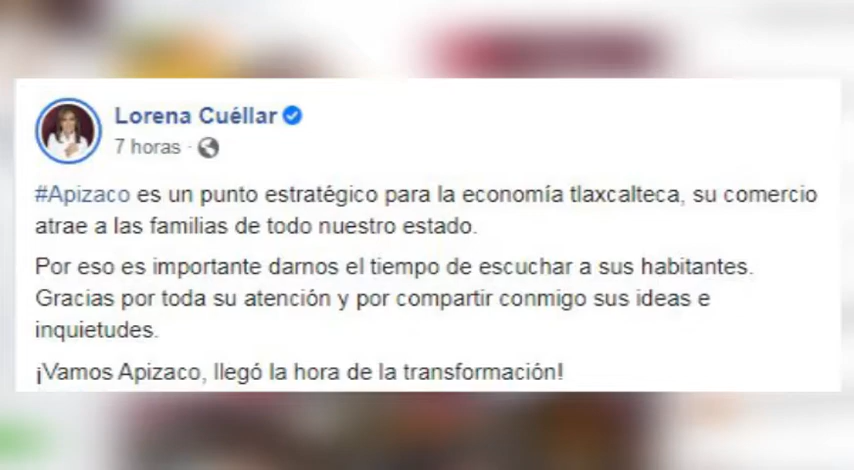 Lorena Cuéllar
7 horas ·
#Apizaco es un punto estratégico para la economía tlaxcalteca, su comercio
atrae a las familias de todo nuestro estado.
Por eso es importante darnos el tiempo de escuchar a sus habitantes.
Gracias por toda su atención y por compartir conmigo sus ideas e
inquietudes.
¡Vamos Apizaco, llegó la hora de la transformación!